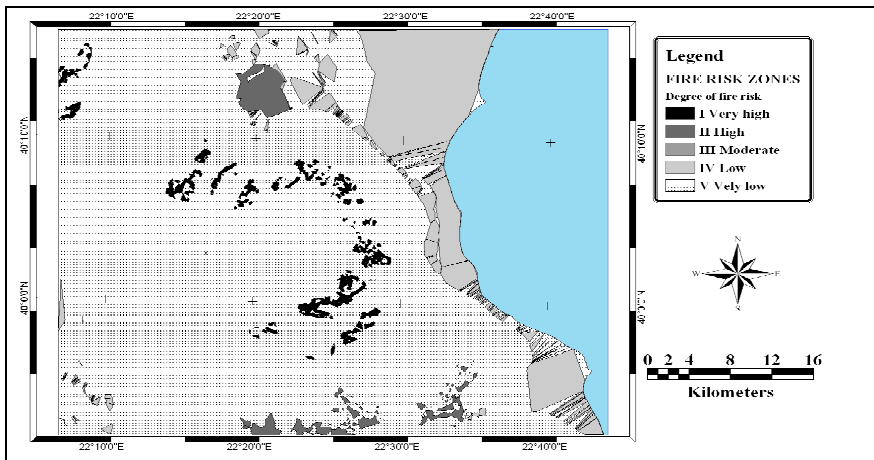 22°10'0"E 22°20'0"E 22°30'0"E 22°40'0"E
40°10'0"N 40°10'0"N
40°0'0"N 40°0'0"N
22°10'0"E 22°20'0"E 22°30'0"E 22°40'0"E
Legend
FIRE RISK ZONES
Degree of fire risk
I Very high
II High
III Moderate
IV Low
V Vely low
N
W E
S
0 2 4 8 12 16
Kilometers